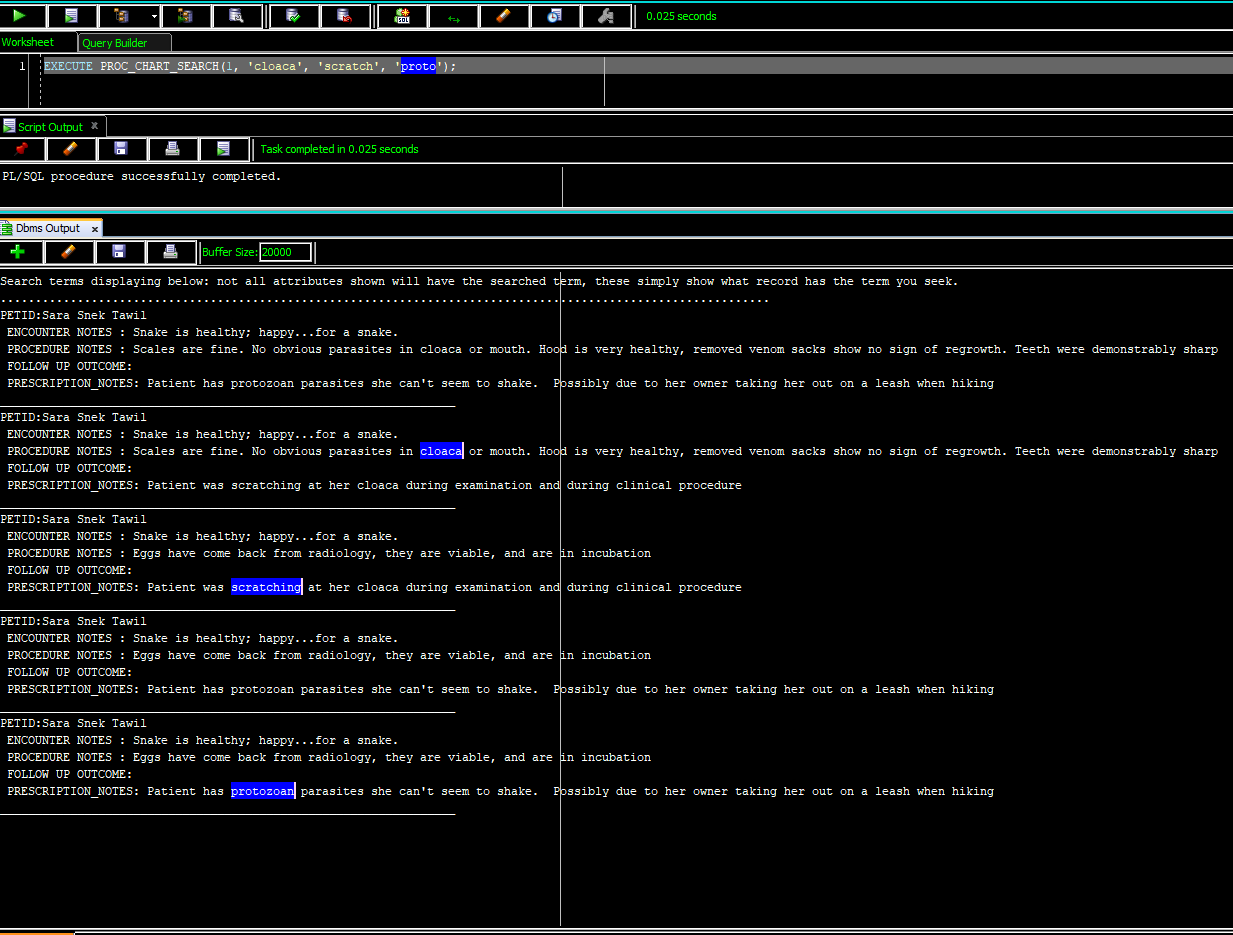 0.025 seconds
Worksheet Query Builder
1 EXECUTE PROC_CHART_SEARCH(1, 'cloaca', 'scratch', 'proto');
Script Output x
Task completed in 0.025 seconds
PL/SQL procedure successfully completed.
Dbms Output x
Buffer Size: 20000
Search terms displaying below: not all attributes shown will have the searched term, these simply show what record has the term you seek.
..............................................................................................................
PETID:Sara Snek Tawil
ENCOUNTER NOTES : Snake is healthy; happy...for a snake.
PROCEDURE NOTES : Scales are fine. No obvious parasites in cloaca or mouth. Hood is very healthy, removed venom sacks show no sign of regrowth. Teeth were demonstrably sharp
FOLLOW UP OUTCOME:
PRESCRIPTION_NOTES: Patient has protozoan parasites she can't seem to shake.  Possibly due to her owner taking her out on a leash when hiking
_________________________________________________________________
PETID:Sara Snek Tawil
ENCOUNTER NOTES : Snake is healthy; happy...for a snake.
PROCEDURE NOTES : Scales are fine. No obvious parasites in cloaca or mouth. Hood is very healthy, removed venom sacks show no sign of regrowth. Teeth were demonstrably sharp
FOLLOW UP OUTCOME:
PRESCRIPTION_NOTES: Patient was scratching at her cloaca during examination and during clinical procedure
_________________________________________________________________
PETID:Sara Snek Tawil
ENCOUNTER NOTES : Snake is healthy; happy...for a snake.
PROCEDURE NOTES : Eggs have come back from radiology, they are viable, and are in incubation
FOLLOW UP OUTCOME:
PRESCRIPTION_NOTES: Patient was scratching at her cloaca during examination and during clinical procedure
_________________________________________________________________
PETID:Sara Snek Tawil
ENCOUNTER NOTES : Snake is healthy; happy...for a snake.
PROCEDURE NOTES : Eggs have come back from radiology, they are viable, and are in incubation
FOLLOW UP OUTCOME:
PRESCRIPTION_NOTES: Patient has protozoan parasites she can't seem to shake.  Possibly due to her owner taking her out on a leash when hiking
_________________________________________________________________
PETID:Sara Snek Tawil
ENCOUNTER NOTES : Snake is healthy; happy...for a snake.
PROCEDURE NOTES : Eggs have come back from radiology, they are viable, and are in incubation
FOLLOW UP OUTCOME:
PRESCRIPTION_NOTES: Patient has protozoan parasites she can't seem to shake.  Possibly due to her owner taking her out on a leash when hiking
_________________________________________________________________